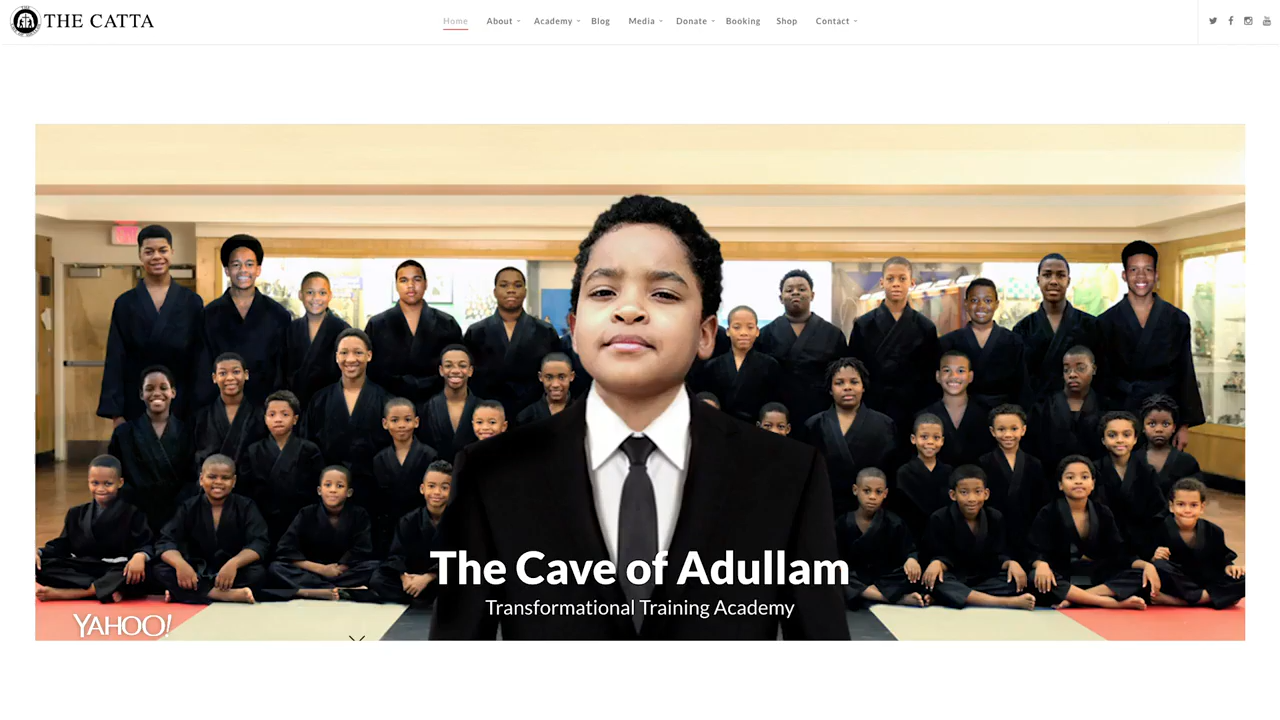 THE CATTA
Home About Academy Blog Media Donate Booking Shop Contact
The Cave of Adullam
Transformational Training Academy
YAHOO!